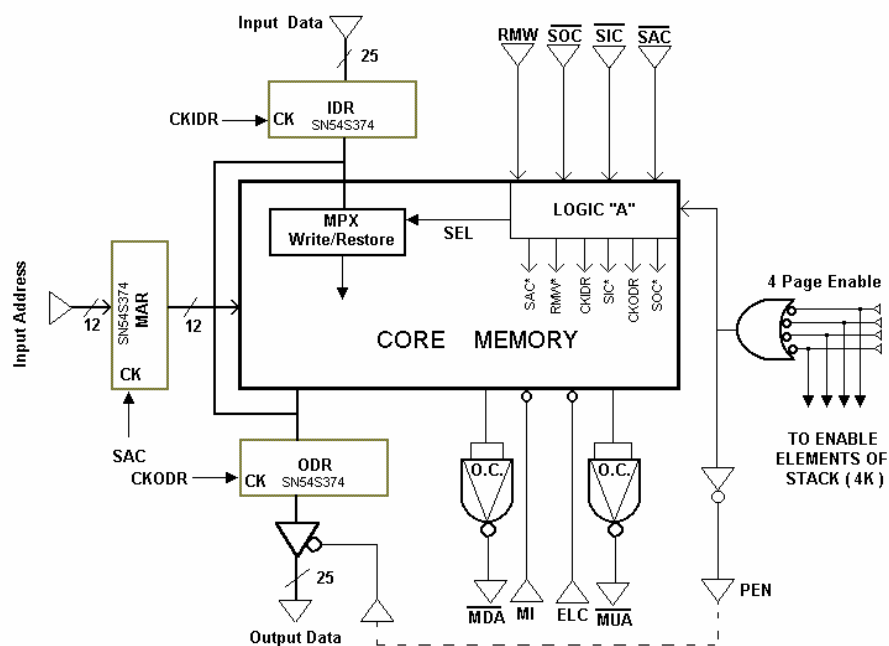 Input Data
25
RMW
SOC
SIC
SAC
IDR
SN54S374
CK
CKIDR
LOGIC "A"
MPX
Write/Restore
SEL
SAC*
RMW*
CKIDR
SIC*
CKODR
SOC*
4 Page Enable
Input Address
12
SN54S374
MAR
CK
12
CORE MEMORY
SAC
CKODR
ODR
SN54S374
CK
O.C.
O.C.
TO ENABLE
ELEMENTS OF
STACK ( 4K )
25
PEN
MDA
MI
ELC
MUA
Output Data